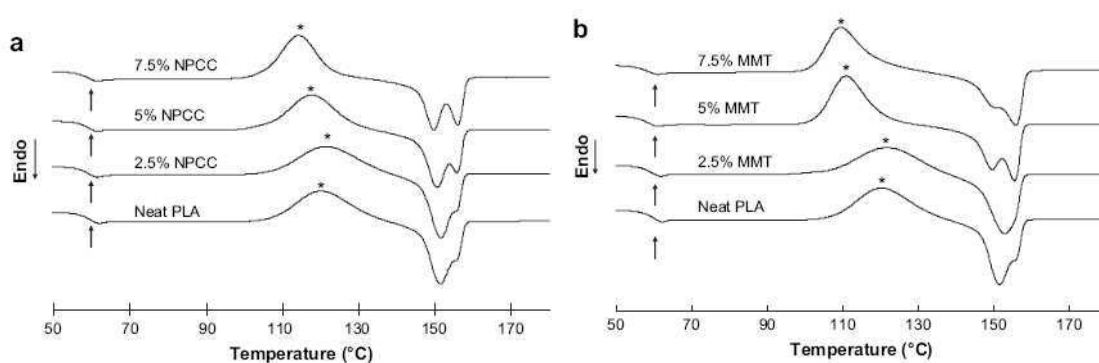 a
*
7.5% NPCC
*
5% NPCC
*
2.5% NPCC
*
Neat PLA
Endo
50 70 90 110 130 150 170
Temperature (°C)
b
*
7.5% MMT
*
5% MMT
*
2.5% MMT
*
Neat PLA
Endo
50 70 90 110 130 150 170
Temperature (°C)